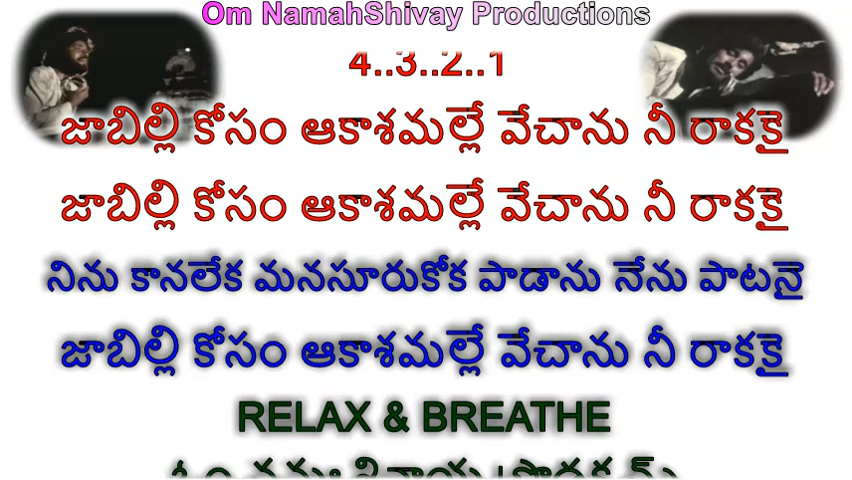 Om NamahShivay Productions
4..3..2..1
జాబిల్లి కోసం ఆకాశమల్లే వేచాను నీ రాకకై
జాబిల్లి కోసం ఆకాశమల్లే వేచాను నీ రాకకై
నిను కానలేక మనసూరుకోక పాడాను నేను పాటనై
జాబిల్లి కోసం ఆకాశమల్లే వేచాను నీ రాకకై
RELAX & BREATHE